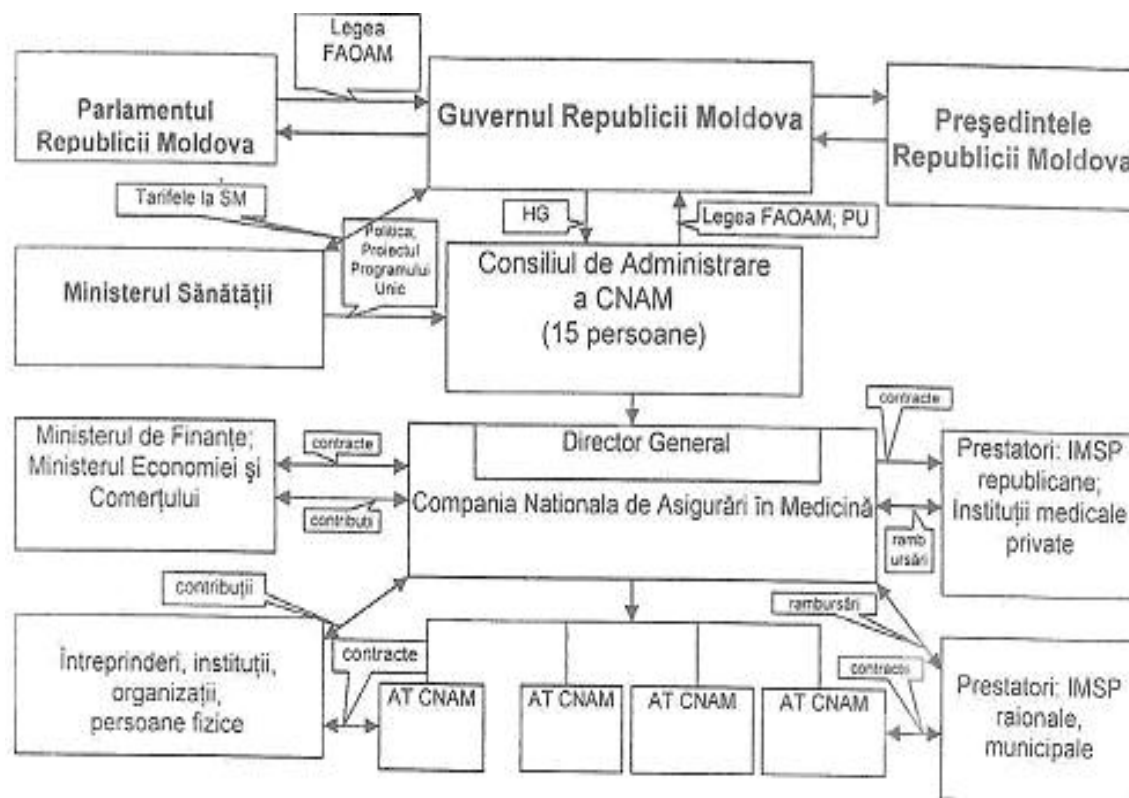 Legea
FAOAM
Parlamentul
Republicii Moldova
Guvernul Republicii Moldova
Preşedintele
Republicii Moldova
Tarifele la SM
HG
Legea FAOAM; PU
Politica;
Proiectul
Programului
Unic
Ministerul Sănătăţii
Consiliul de Administrare
a CNAM
(15 persoane)
contracte
Ministerul de Finanţe;
Ministerul Economiei şi
Comerţului
contracte
contribuţi
Director General
Compania Nationala de Asigurări în Medicină
Prestatori: IMSP
republicane;
Instituţii medicale
private
ramb
ursări
contribuţii
rambursări
Întreprinderi, instituţii,
organizaţii,
persoane fizice
contracte
contracte
AT CNAM
AT CNAM
AT CNAM
AT CNAM
Prestatori: IMSP
raionale,
municipale